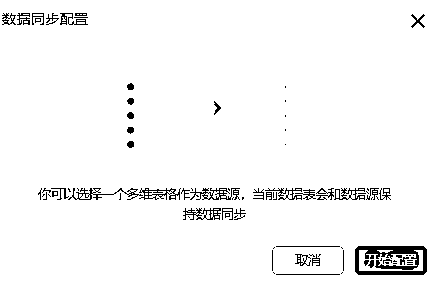 数据同步配置
你可以选择一个多维表格作为数据源，当前数据表会和数据源保
持数据同步
取消
开始配置